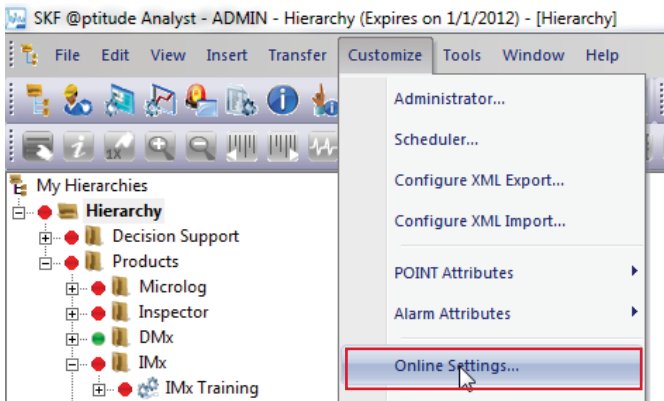 SKF @ptitude Analyst - ADMIN - Hierarchy (Expires on 1/1/2012) - [Hierarchy]
File Edit View Insert Transfer Customize Tools Window Help
Administrator...
Scheduler...
Configure XML Export...
Configure XML Import...
POINT Attributes
Alarm Attributes
Online Settings...
1X
My Hierarchies
Hierarchy
Decision Support
Products
Microlog
Inspector
DMx
IMx
IMx Training